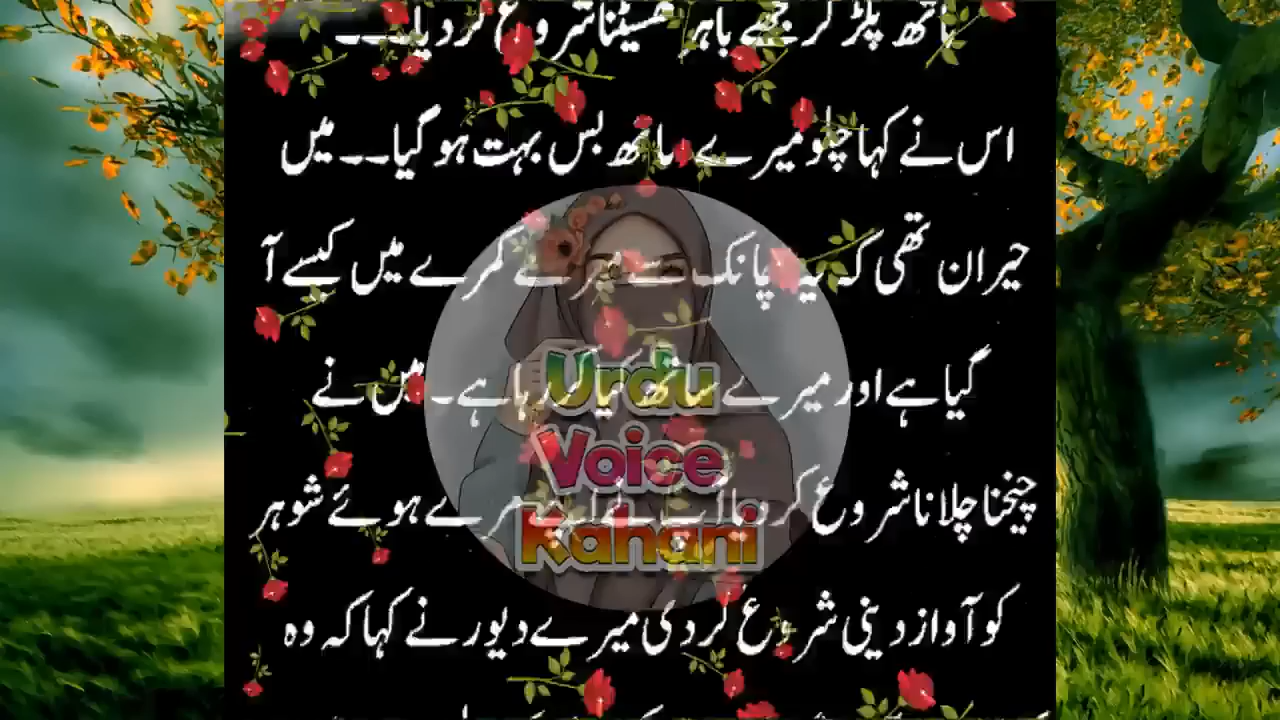 ہاتھ پکڑ کر مجھے باہر گھسیٹنا شروع کر دیا۔۔۔
اس نے کہا چلو میرے ساتھ بس بہت ہو گیا۔۔ میں
حیران تھی کہ یہ اچانک سے میرے کمرے میں کیسے آ
گیا ہے اور میرے ساتھ کیا کر رہا ہے۔ میں نے
چیخنا چلانا شروع کر دیا اپنے مرے ہوئے شوہر
کو آواز دینی شروع کر دی میرے دیور نے کہا کہ وہ
Urdu
Voice
Kahani